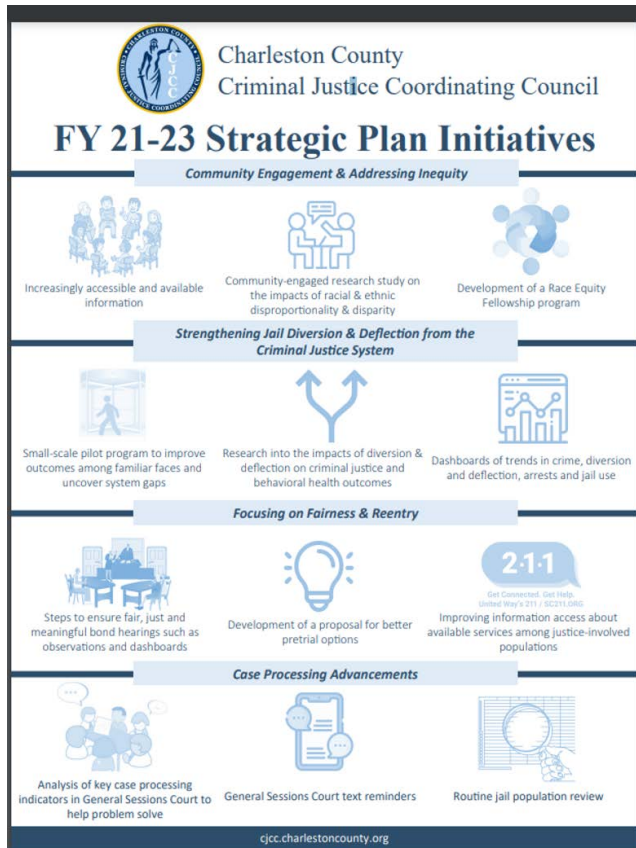 CHARLESTON COUNTY
CRIMINAL JUSTICE COORDINATING COUNCIL
CJCC
Charleston County
Criminal Justice Coordinating Council
FY 21-23 Strategic Plan Initiatives
Community Engagement & Addressing Inequity
Increasingly accessible and available
information
Community-engaged research study on
the impacts of racial & ethnic
disproportionality & disparity
Development of a Race Equity
Fellowship program
Strengthening Jail Diversion & Deflection from the
Criminal Justice System
Small-scale pilot program to improve
outcomes among familiar faces and
uncover system gaps
Research into the impacts of diversion &
deflection on criminal justice and
behavioral health outcomes
Dashboards of trends in crime, diversion
and deflection, arrests and jail use
Focusing on Fairness & Reentry
Steps to ensure fair, just and
meaningful bond hearings such as
observations and dashboards
Development of a proposal for better
pretrial options
2·1·1
Get Connected. Get Help.
United Way's 211 / SC211.ORG
Improving information access about
available services among justice-involved
populations
Case Processing Advancements
Analysis of key case processing
indicators in General Sessions Court to
help problem solve
General Sessions Court text reminders
Routine jail population review
cjcc.charlestoncounty.org